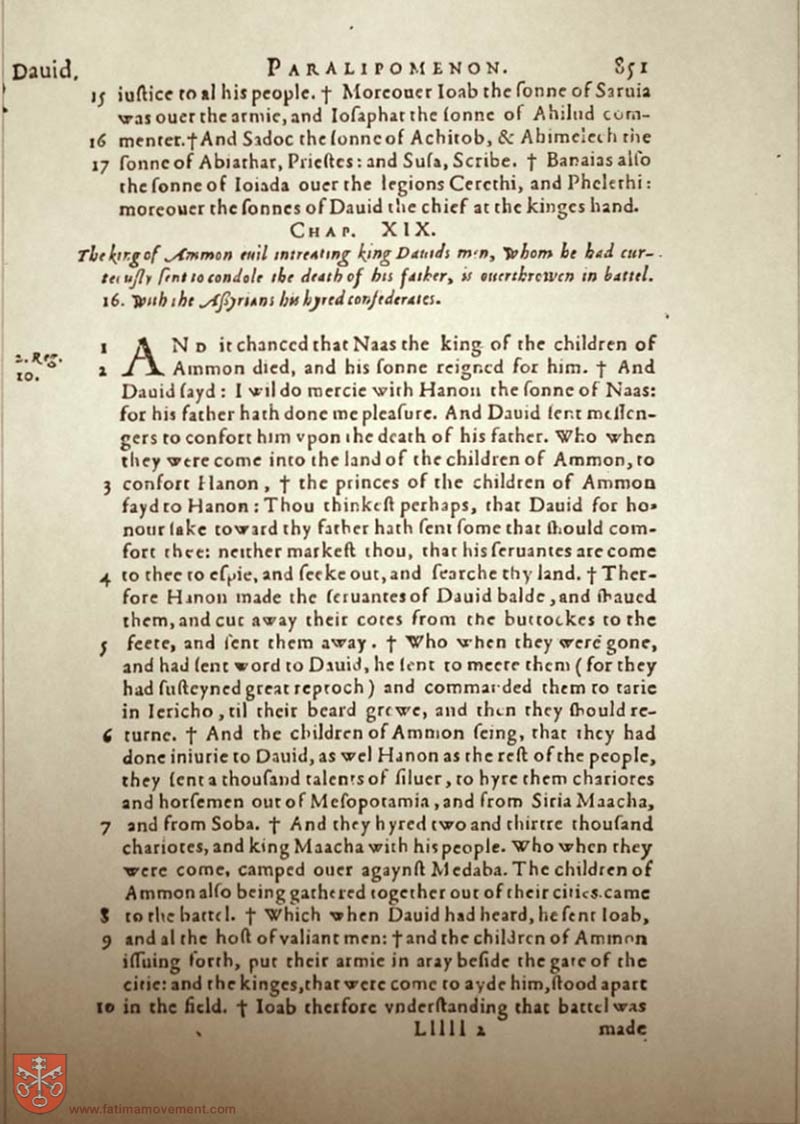 Dauid. PARALIPOMENON. 851
15 iuſtice to al his people. † Moreouer Ioab the ſonne of Saruia
was ouer the armie, and Ioſaphat the ſonne of Ahilud com-
16 menter. † And Sadoc the ſonne of Achitob, & Ahimelech the
17 ſonne of Abiathar, Prieſtes: and Suſa, Scribe. † Banaias alſo
the ſonne of Ioiada ouer the legions Cerethi, and Phelethi:
moreouer the ſonnes of Dauid the chief at the kinges hand.
CHAP. XIX.
The king of Ammon euil intreating king Dauids men, whom he had cur-
teouſly ſent to condole the death of his father, is ouerthrowen in battel.
16. With the Aſſyrians his hyred confederates.
1 AND it chanced that Naas the king of the children of
2. Reg. 10.
2 Ammon died, and his ſonne reigned for him. † And
Dauid ſayd: I wil do mercie with Hanon the ſonne of Naas:
for his father hath done me pleaſure. And Dauid ſent meſſen-
gers to confort him vpon the death of his father. Who when
they were come into the land of the children of Ammon, to
3 confort Hanon, † the princes of the children of Ammon
ſayd to Hanon: Thou thinkeſt perhaps, that Dauid for ho-
nour ſake toward thy father hath ſent ſome that ſhould com-
fort thee: neither markeſt thou, that his ſeruantes are come
4 to thee to eſpie, and ſeeke out, and ſearche thy land. † Ther-
fore Hanon made the ſeruantes of Dauid balde, and ſhaued
them, and cut away their cotes from the buttockes to the
5 feete, and ſent them away. † Who when they were gone,
and had ſent word to Dauid, he ſent to meete them (for they
had ſuſteyned great reproch) and commanded them to tarie
in Iericho, til their beard grewe, and then they ſhould re-
6 turne. † And the children of Ammon ſeing, that they had
done iniurie to Dauid, as wel Hanon as the reſt of the people,
they ſent a thouſand talents of ſiluer, to hyre them chariotes
and horſemen out of Meſopotamia, and from Siria Maacha,
7 and from Soba. † And they hyred two and thirtre thouſand
chariotes, and king Maacha with his people. Who when they
were come, camped ouer agaynſt Medaba. The children of
Ammon alſo being gathered together out of their cities. came
8 to the battel. † Which when Dauid had heard, he ſent Ioab,
9 and al the hoſt of valiant men: † and the children of Ammon
iſſuing forth, put their armie in aray beſide the gate of the
citie: and the kinges, that were come to ayde him, ſtood apart
10 in the field. † Ioab therfore vnderſtanding that battel was
Lllll 2 made
www.fatimamovement.com